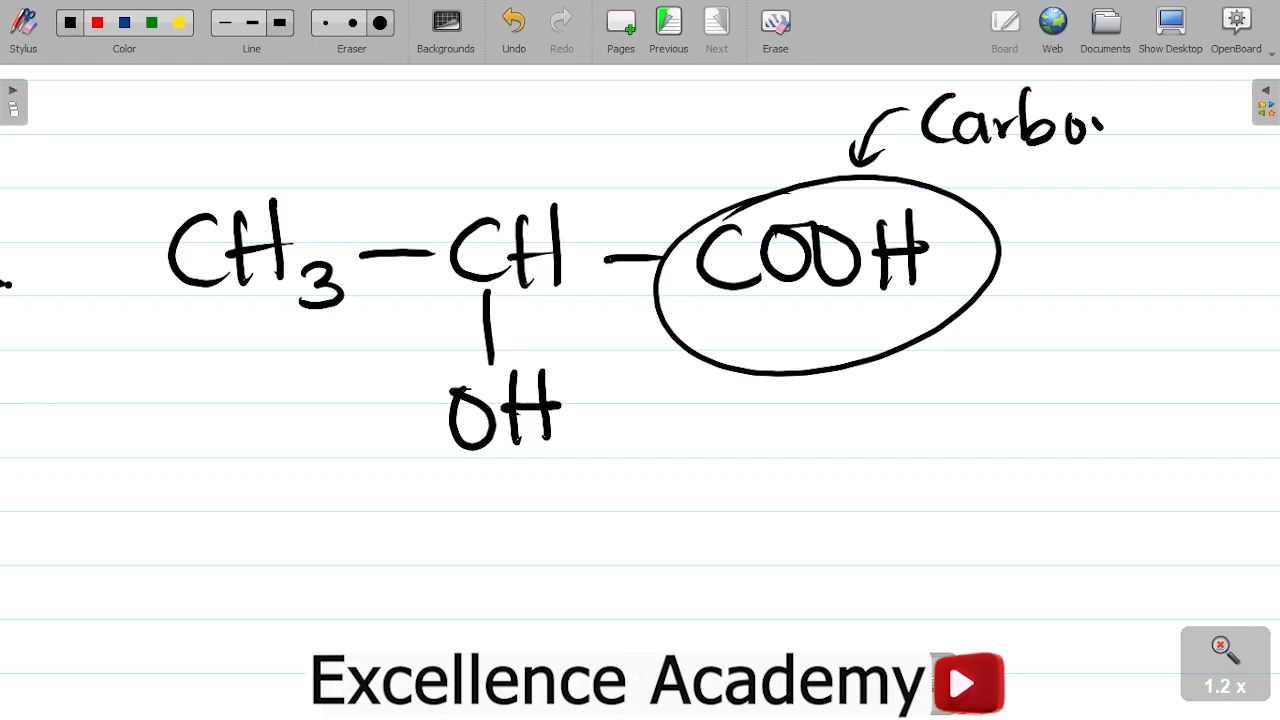 Stylus Color Line Eraser Backgrounds Undo Redo Pages Previous Next Erase Board Web Documents Show Desktop OpenBoard
Carbo
CH3 — CH — COOH
|
OH
Excellence Academy
1.2 x